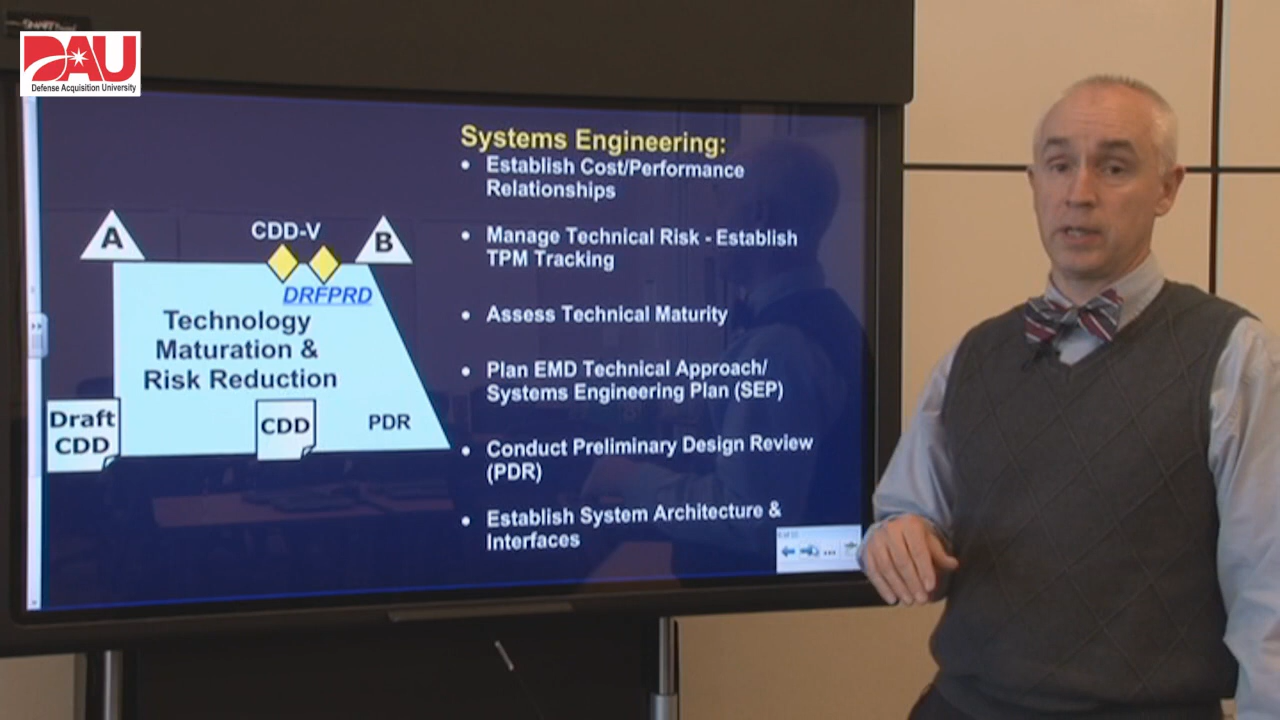 DAU
Defense Acquisition University
Systems Engineering:
• Establish Cost/Performance
Relationships
• Manage Technical Risk - Establish
TPM Tracking
• Assess Technical Maturity
• Plan EMD Technical Approach/
Systems Engineering Plan (SEP)
• Conduct Preliminary Design Review
(PDR)
• Establish System Architecture &
Interfaces
A
CDD-V
B
DRFPRD
Technology
Maturation &
Risk Reduction
Draft
CDD
CDD
PDR